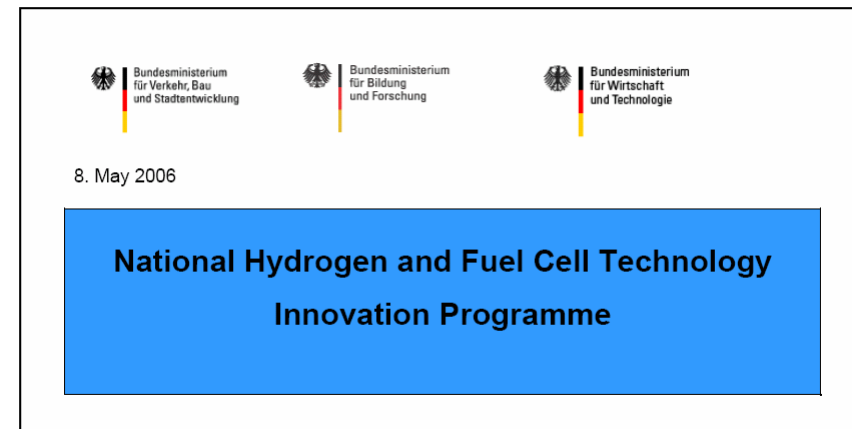 Bundesministerium
für Verkehr, Bau
und Stadtentwicklung
Bundesministerium
für Bildung
und Forschung
Bundesministerium
für Wirtschaft
und Technologie
8. May 2006
National Hydrogen and Fuel Cell Technology
Innovation Programme